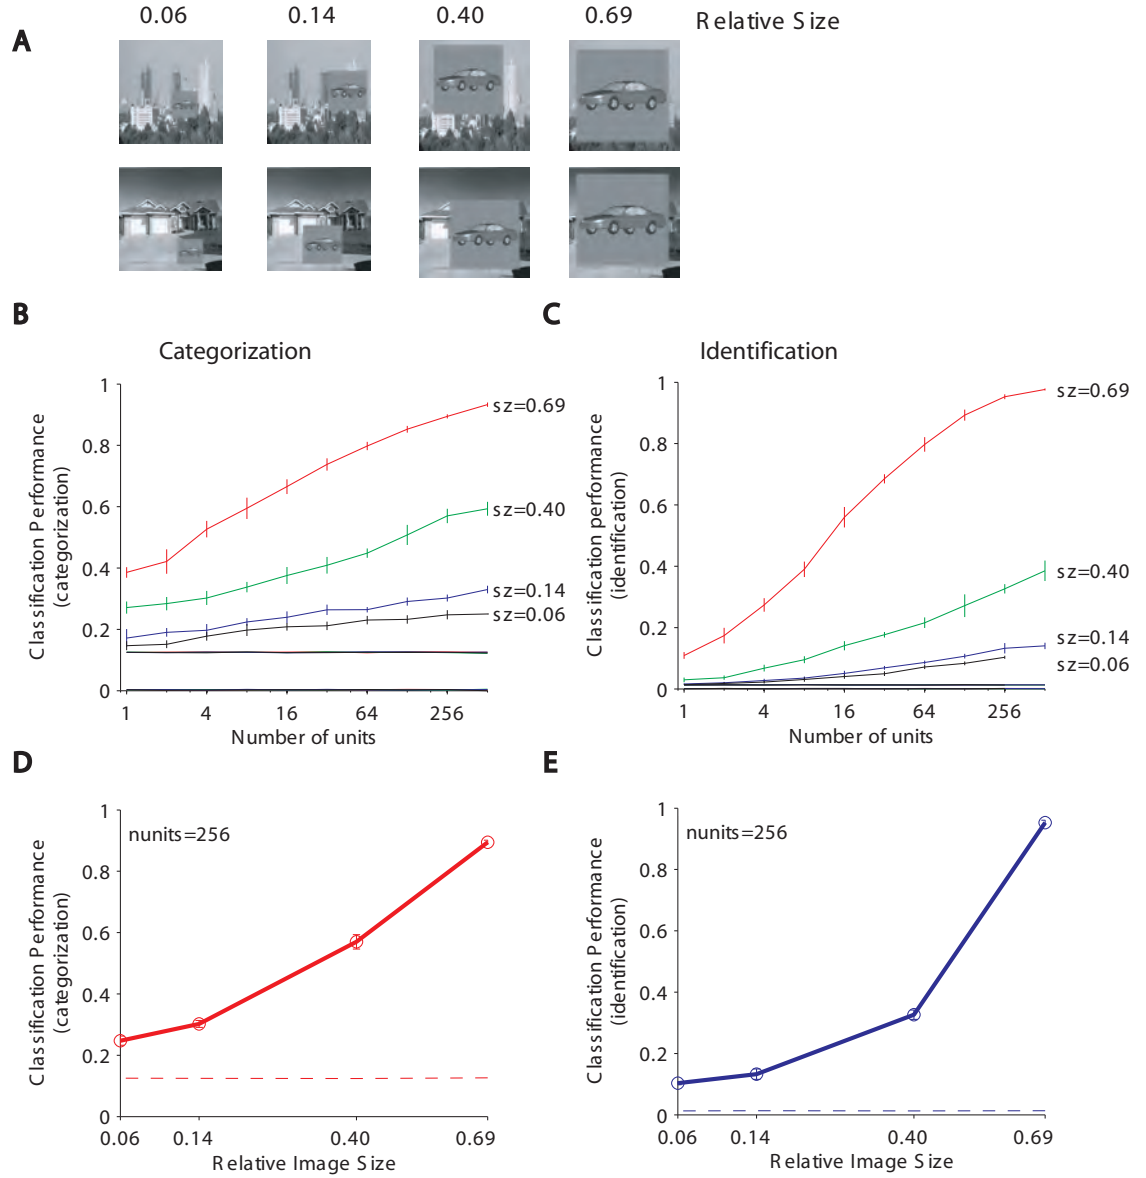 0.06 0.14 0.40 0.69 Relative Size
A
B
Categorization
Classification Performance
(categorization)
1
0.8
0.6
0.4
0.2
0
sz=0.69
sz=0.40
sz=0.14
sz=0.06
1 4 16 64 256
Number of units
C
Identification
Classification performance
(identification)
1
0.8
0.6
0.4
0.2
0
sz=0.69
sz=0.40
sz=0.14
sz=0.06
1 4 16 64 256
Number of units
D
nunits=256
Classification Performance
(categorization)
1
0.8
0.6
0.4
0.2
0
0.06 0.14 0.40 0.69
Relative Image Size
E
nunits=256
Classification Performance
(identification)
1
0.8
0.6
0.4
0.2
0
0.06 0.14 0.40 0.69
Relative Image Size